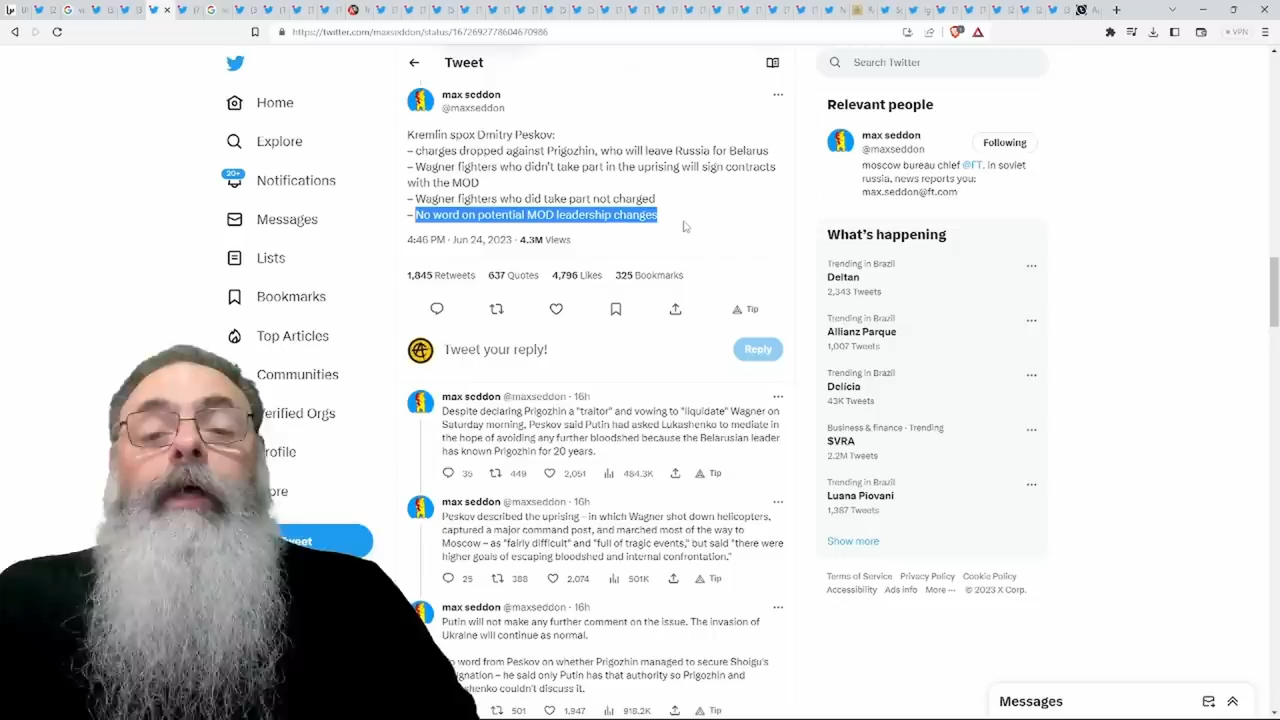 https://twitter.com/maxseddon/status/1672692778604670986
VPN
Home
Explore
20+
Notifications
Messages
Lists
Bookmarks
Top Articles
Communities
erified Orgs
rofile
ore
weet
Tweet
max seddon
@maxseddon
Kremlin spox Dmitry Peskov:
– charges dropped against Prigozhin, who will leave Russia for Belarus
– Wagner fighters who didn't take part in the uprising will sign contracts
with the MOD
– Wagner fighters who did take part not charged
– No word on potential MOD leadership changes
4:46 PM · Jun 24, 2023 · 4.3M Views
1,845 Retweets 637 Quotes 4,796 Likes 325 Bookmarks
Tip
Tweet your reply!
Reply
max seddon @maxseddon · 16h
Despite declaring Prigozhin a "traitor" and vowing to "liquidate" Wagner on
Saturday morning, Peskov said Putin had asked Lukashenko to mediate in
the hope of avoiding any further bloodshed because the Belarusian leader
has known Prigozhin for 20 years.
35 449 2,051 484.3K Tip
max seddon @maxseddon · 16h
Peskov described the uprising – in which Wagner shot down helicopters,
captured a major command post, and marched most of the way to
Moscow – as "fairly difficult" and "full of tragic events," but said "there were
higher goals of escaping bloodshed and internal confrontation."
25 388 2,074 501K Tip
max seddon @maxseddon · 16h
Putin will not make any further comment on the issue. The invasion of
Ukraine will continue as normal.
o word from Peskov on whether Prigozhin managed to secure Shoigu's
ignation – he said only Putin has that authority so Prigozhin and
ashenko couldn't discuss it.
501 1,947 918.2K Tip
Search Twitter
Relevant people
max seddon
@maxseddon
Following
moscow bureau chief @FT. in soviet
russia, news reports you:
max.seddon@ft.com
What's happening
Trending in Brazil
Deltan
2,343 Tweets
Trending in Brazil
Allianz Parque
1,007 Tweets
Trending in Brazil
Delícia
43K Tweets
Business & finance · Trending
$VRA
2.2M Tweets
Trending in Brazil
Luana Piovani
1,387 Tweets
Show more
Terms of Service Privacy Policy Cookie Policy
Accessibility Ads info More ··· © 2023 X Corp.
Messages